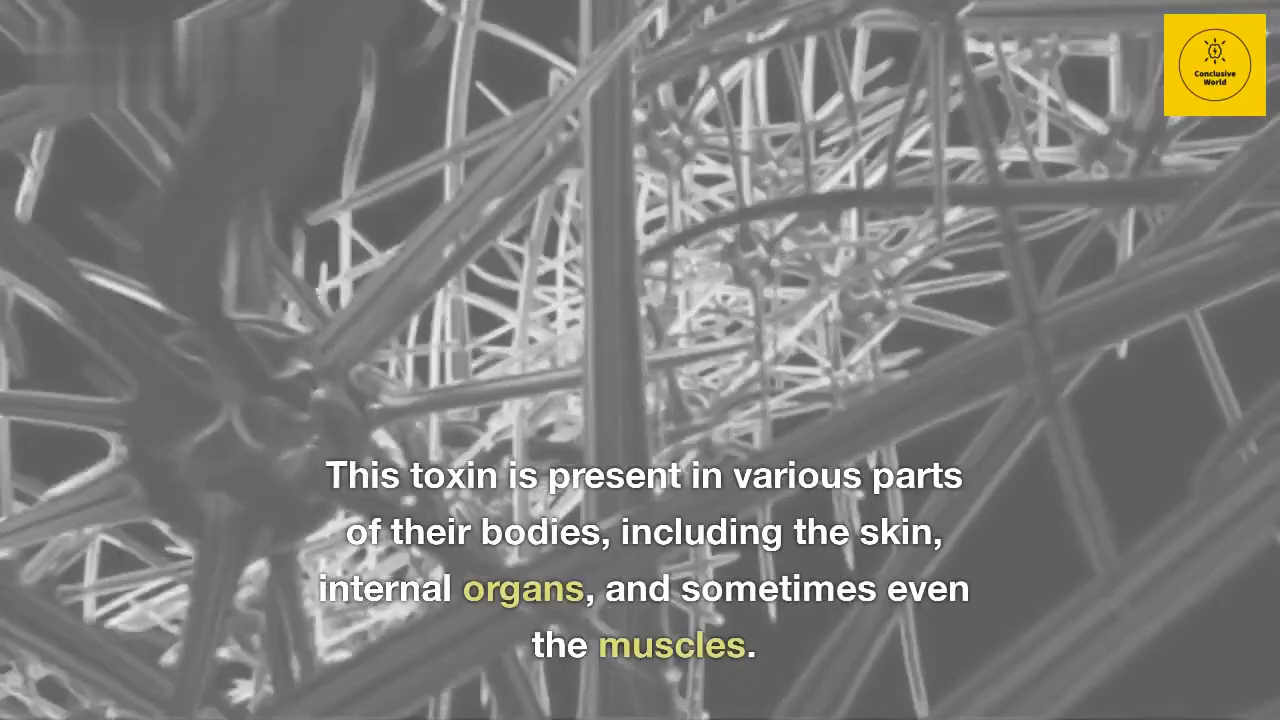 Conclusive
World
This toxin is present in various parts
of their bodies, including the skin,
internal organs, and sometimes even
the muscles.